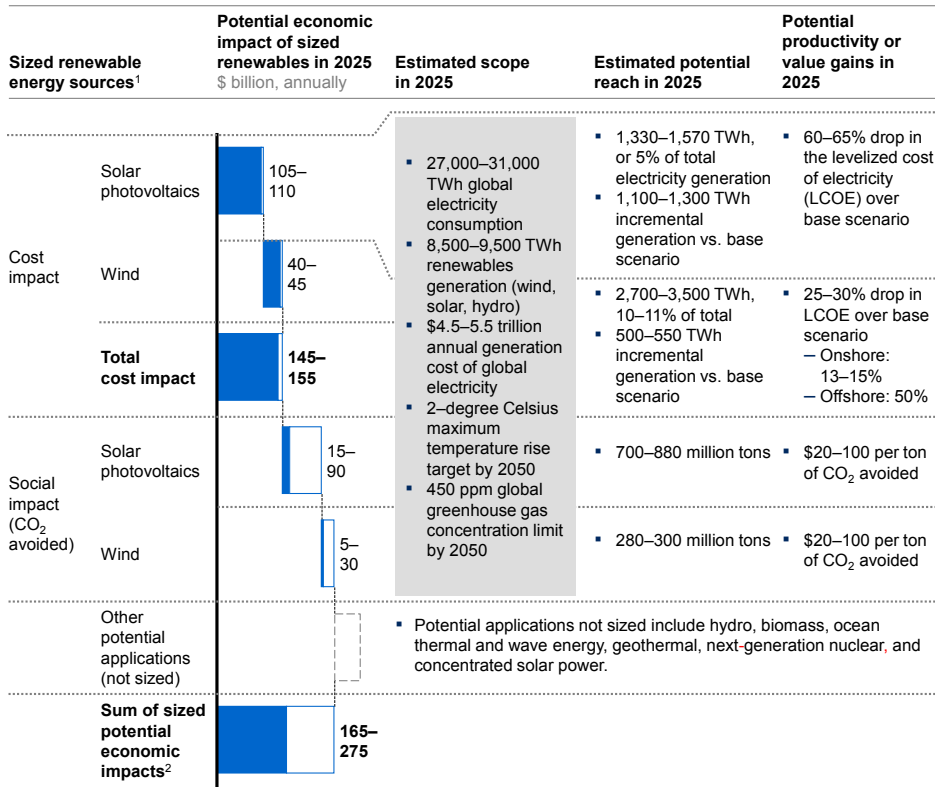 Sized renewable
energy sources1
Potential economic
impact of sized
renewables in 2025
$ billion, annually
Estimated scope
in 2025
Estimated potential
reach in 2025
Potential
productivity or
value gains in
2025
Cost
impact
Solar
photovoltaics
105–
110
Wind
40–
45
Total
cost impact
145–
155
Social
impact
(CO2
avoided)
Solar
photovoltaics
15–
90
Wind
5–
30
Other
potential
applications
(not sized)
Sum of sized
potential
economic
impacts2
165–
275
▪ 27,000–31,000
TWh global
electricity
consumption
▪ 8,500–9,500 TWh
renewables
generation (wind,
solar, hydro)
▪ $4.5–5.5 trillion
annual generation
cost of global
electricity
▪ 2–degree Celsius
maximum
temperature rise
target by 2050
▪ 450 ppm global
greenhouse gas
concentration limit
by 2050
▪ 1,330–1,570 TWh,
or 5% of total
electricity generation
▪ 1,100–1,300 TWh
incremental
generation vs. base
scenario
▪ 60–65% drop in
the levelized cost
of electricity
(LCOE) over
base scenario
▪ 2,700–3,500 TWh,
10–11% of total
▪ 500–550 TWh
incremental
generation vs. base
scenario
▪ 25–30% drop in
LCOE over base
scenario
– Onshore:
13–15%
– Offshore: 50%
▪ 700–880 million tons
▪ $20–100 per ton
of CO2 avoided
▪ 280–300 million tons
▪ $20–100 per ton
of CO2 avoided
▪ Potential applications not sized include hydro, biomass, ocean
thermal and wave energy, geothermal, next-generation nuclear, and
concentrated solar power.